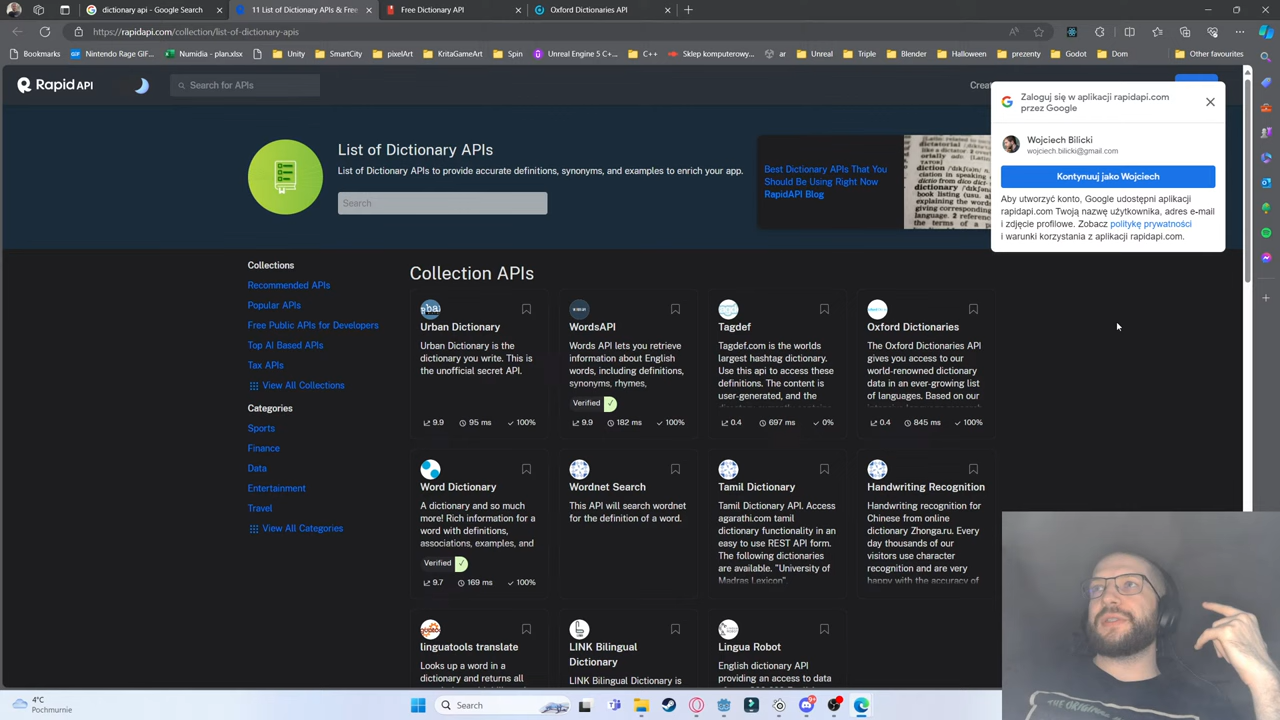 dictionary api - Google Search
11 List of Dictionary APIs & Free
Free Dictionary API
Oxford Dictionaries API
https://rapidapi.com/collection/list-of-dictionary-apis
Bookmarks
Nintendo Rage GIF...
Numidia - plan.xlsx
IT
Unity
SmartCity
pixelArt
KritaGameArt
Spin
Unreal Engine 5 C++...
C++
Sklep komputerowy...
ar
Unreal
Triple
Blender
Halloween
prezenty
Godot
Dom
Other favourites
Rapid API
Search for APIs
Creat
Zaloguj się w aplikacji rapidapi.com
przez Google
Wojciech Bilicki
wojciech.bilicki@gmail.com
Kontynuuj jako Wojciech
Aby utworzyć konto, Google udostępni aplikacji
rapidapi.com Twoją nazwę użytkownika, adres e-mail
i zdjęcie profilowe. Zobacz politykę prywatności
i warunki korzystania z aplikacji rapidapi.com.
List of Dictionary APIs
List of Dictionary APIs to provide accurate definitions, synonyms, and examples to enrich your app.
Search
Best Dictionary APIs That You
Should Be Using Right Now
RapidAPI Blog
Collections
Recommended APIs
Popular APIs
Free Public APIs for Developers
Top AI Based APIs
Tax APIs
View All Collections
Categories
Sports
Finance
Data
Entertainment
Travel
View All Categories
Collection APIs
Urban Dictionary
Urban Dictionary is the
dictionary you write. This is
the unofficial secret API.
9.9 95 ms 100%
WordsAPI
Words API lets you retrieve
information about English
words, including definitions,
synonyms, rhymes,
Verified
9.9 182 ms 100%
Tagdef
Tagdef.com is the worlds
largest hashtag dictionary.
Use this api to access these
definitions. The content is
user-generated, and the
0.4 697 ms 0%
Oxford Dictionaries
The Oxford Dictionaries API
gives you access to our
world-renowned dictionary
data in an ever-growing list
of languages. Based on our
0.4 845 ms 100%
Word Dictionary
A dictionary and so much
more! Rich information for a
word. Definitions,
associations, examples, and
Verified
9.7 169 ms 100%
Wordnet Search
This API will search wordnet
for the definition of a word.
Tamil Dictionary API
Tamil Dictionary API. Access
agarathi.com tamil
dictionary functionality in an
easy to use REST API form.
The following dictionaries
are available. "University of
Madras Lexicon"
Handwriting Recognition
Handwriting recognition for
Chinese from online
dictionary Zhonga.ru. Every
day thousands of our
visitors use character
recognition and are very
happy with the accuracy of
linguatools translate
Looks up a word in a
dictionary and returns all
LINK Bilingual
Dictionary
LINK Bilingual Dictionary is
Lingua Robot
English dictionary API
providing an access to data
4°C
Pochmurnie
Search
THE ORIGINAL